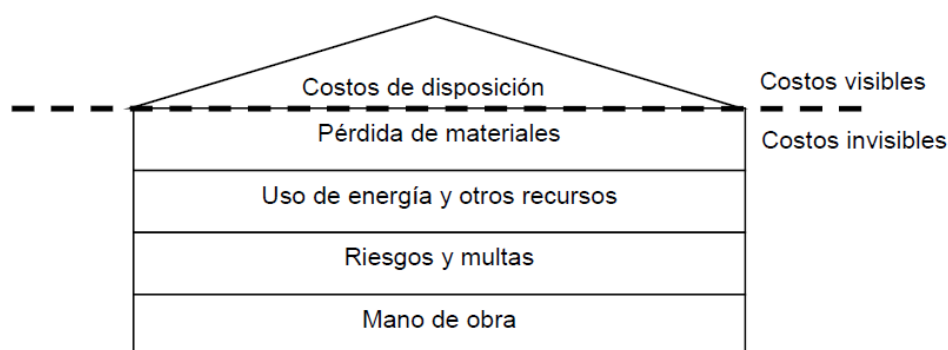 Costos de disposición
Costos visibles
Pérdida de materiales
Costos invisibles
Uso de energía y otros recursos
Riesgos y multas
Mano de obra